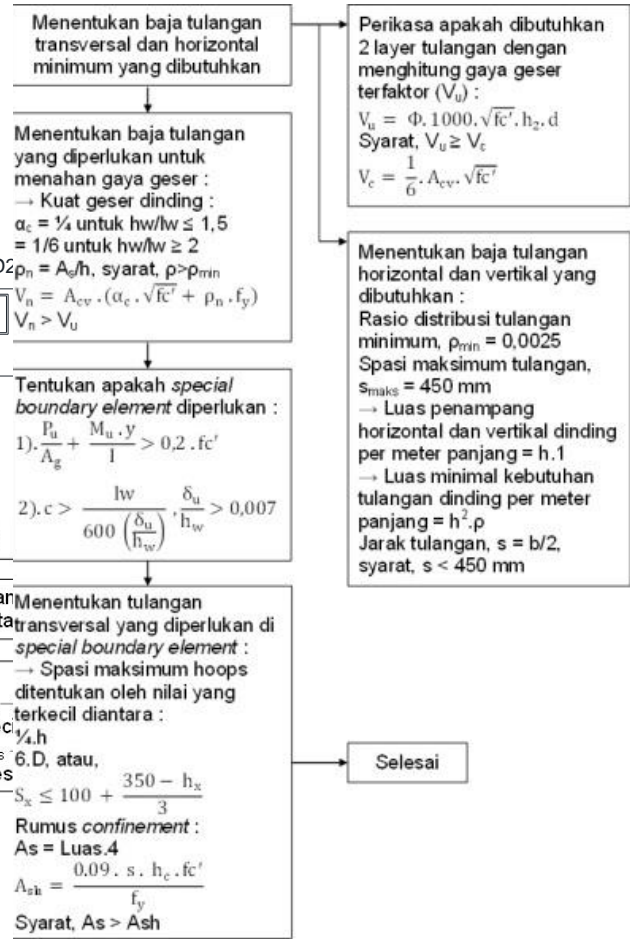 Menentukan baja tulangan
transversal dan horizontal
minimum yang dibutuhkan
Perikasa apakah dibutuhkan
2 layer tulangan dengan
menghitung gaya geser
terfaktor (Vu) :
Vu = Φ. 1000. √fc'. h2. d
Syarat, Vu ≥ Vc
Vc = 1/6 . Acv. √fc'
Menentukan baja tulangan
yang diperlukan untuk
menahan gaya geser :
→ Kuat geser dinding :
αc = ¼ untuk hw/lw ≤ 1,5
= 1/6 untuk hw/lw ≥ 2
ρn = As/h, syarat, ρ>ρmin
Vn = Acv . (αc . √fc' + ρn . fy)
Vn > Vu
Menentukan baja tulangan
horizontal dan vertikal yang
dibutuhkan :
Rasio distribusi tulangan
minimum, ρmin = 0,0025
Spasi maksimum tulangan,
smaks = 450 mm
→ Luas penampang
horizontal dan vertikal dinding
per meter panjang = h.1
→ Luas minimal kebutuhan
tulangan dinding per meter
panjang = h².ρ
Jarak tulangan, s = b/2,
syarat, s < 450 mm
Tentukan apakah special
boundary element diperlukan :
1). Pu/Ag + Mu . y/I > 0,2 . fc'
2). c > lw/600 (δu/hw) . δu/hw > 0,007
Menentukan tulangan
transversal yang diperlukan di
special boundary element :
→ Spasi maksimum hoops
ditentukan oleh nilai yang
terkecil diantara :
¼.h
6.D, atau,
Sx ≤ 100 + 350 − hx/3
Rumus confinement :
As = Luas.4
Ash = 0.09 . s . hc . fc'/fy
Syarat, As > Ash
Selesai